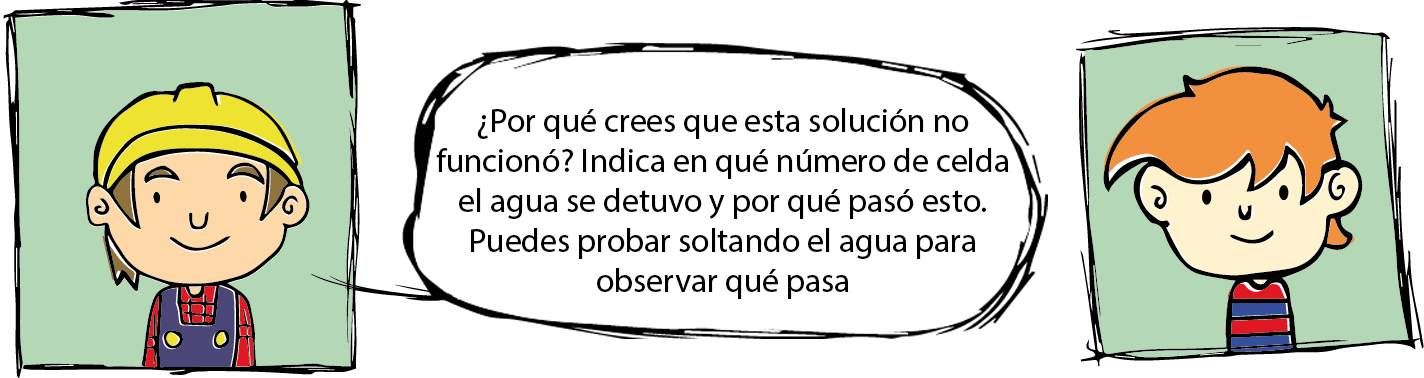 ¿Por qué crees que esta solución no
funcionó? Indica en qué número de celda
el agua se detuvo y por qué pasó esto.
Puedes probar soltando el agua para
observar qué pasa